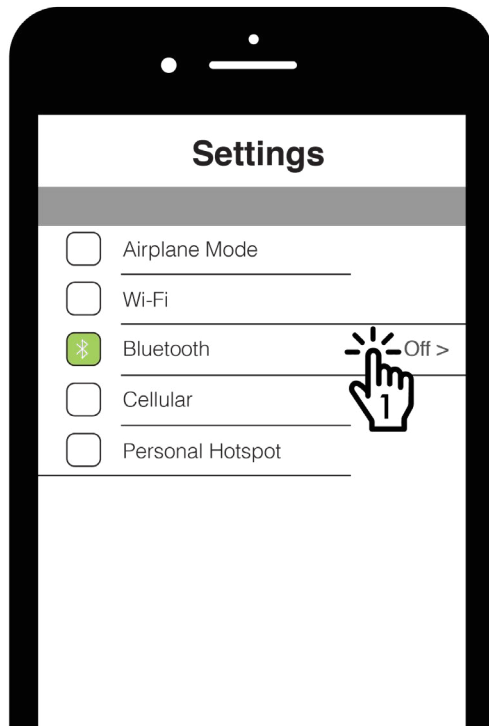 Settings
Airplane Mode
Wi-Fi
Bluetooth Off >
1
Cellular
Personal Hotspot